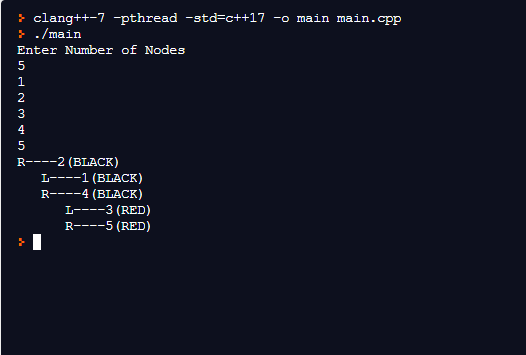 clang++-7 -pthread -std=c++17 -o main main.cpp
./main
Enter Number of Nodes
5
1
2
3
4
5
R----2(BLACK)
   L----1(BLACK)
   R----4(BLACK)
      L----3(RED)
      R----5(RED)